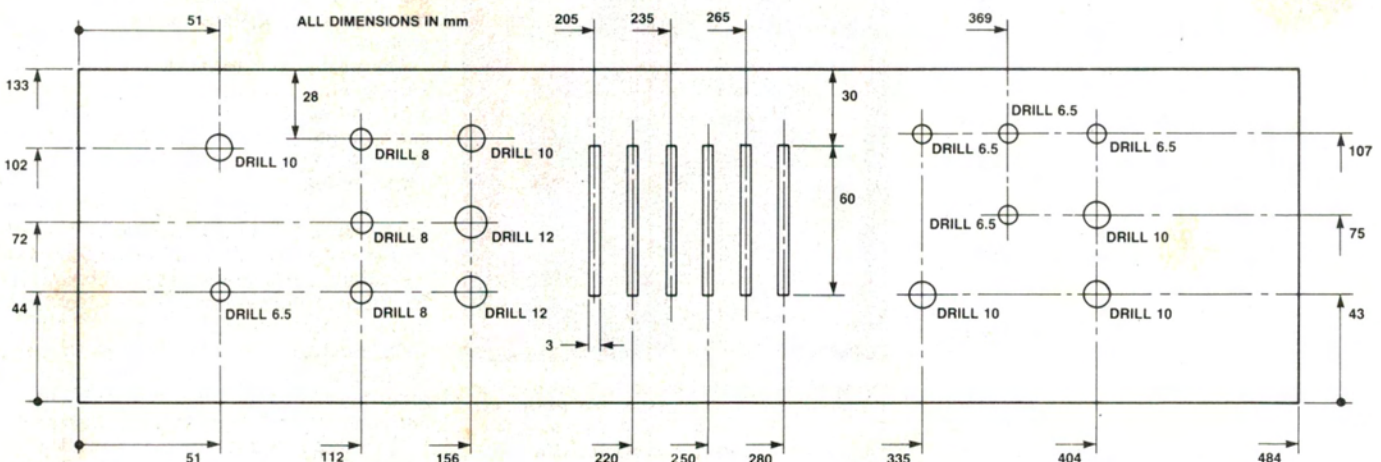 51
ALL DIMENSIONS IN mm
205
235
265
369
133
28
30
DRILL 6.5
DRILL 10
DRILL 8
DRILL 10
DRILL 6.5
DRILL 6.5
107
102
60
72
DRILL 8
DRILL 12
DRILL 6.5
DRILL 10
75
44
DRILL 6.5
DRILL 8
DRILL 12
DRILL 10
DRILL 10
43
3
51
112
156
220
250
280
335
404
484